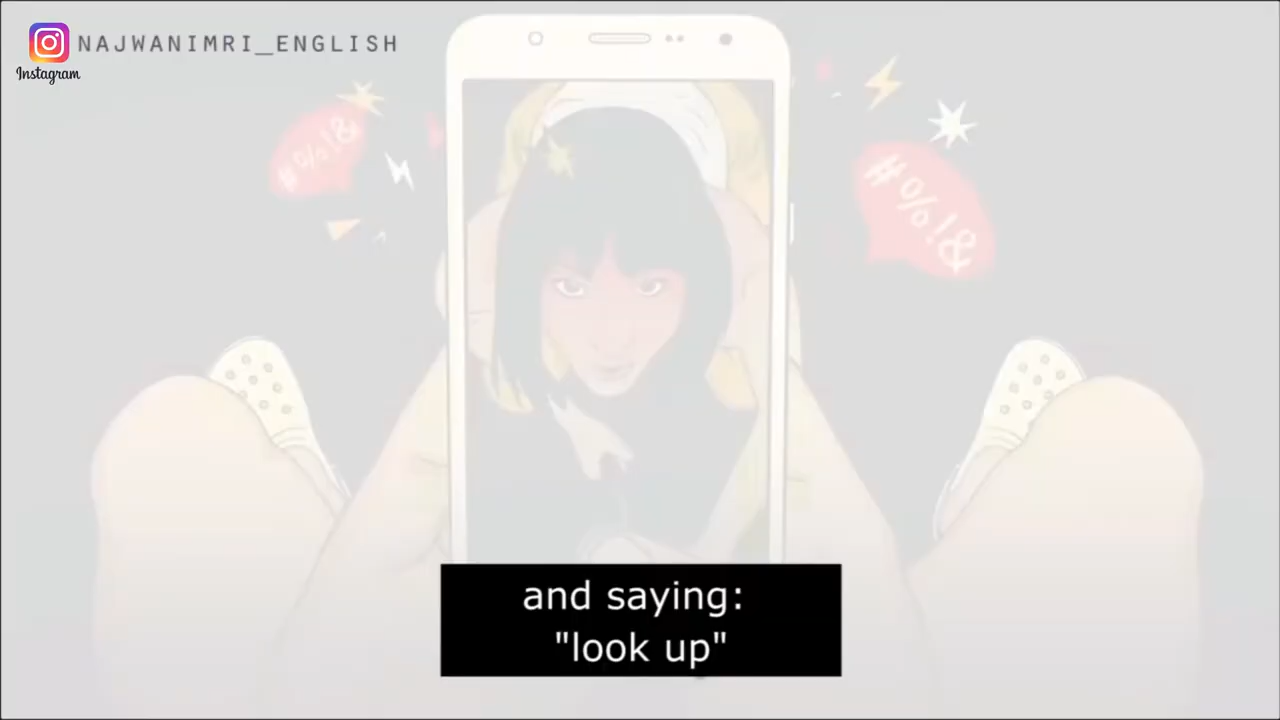 NAJWANIMRI_ENGLISH
Instagram
#%!&
#%!&
and saying:
"look up"